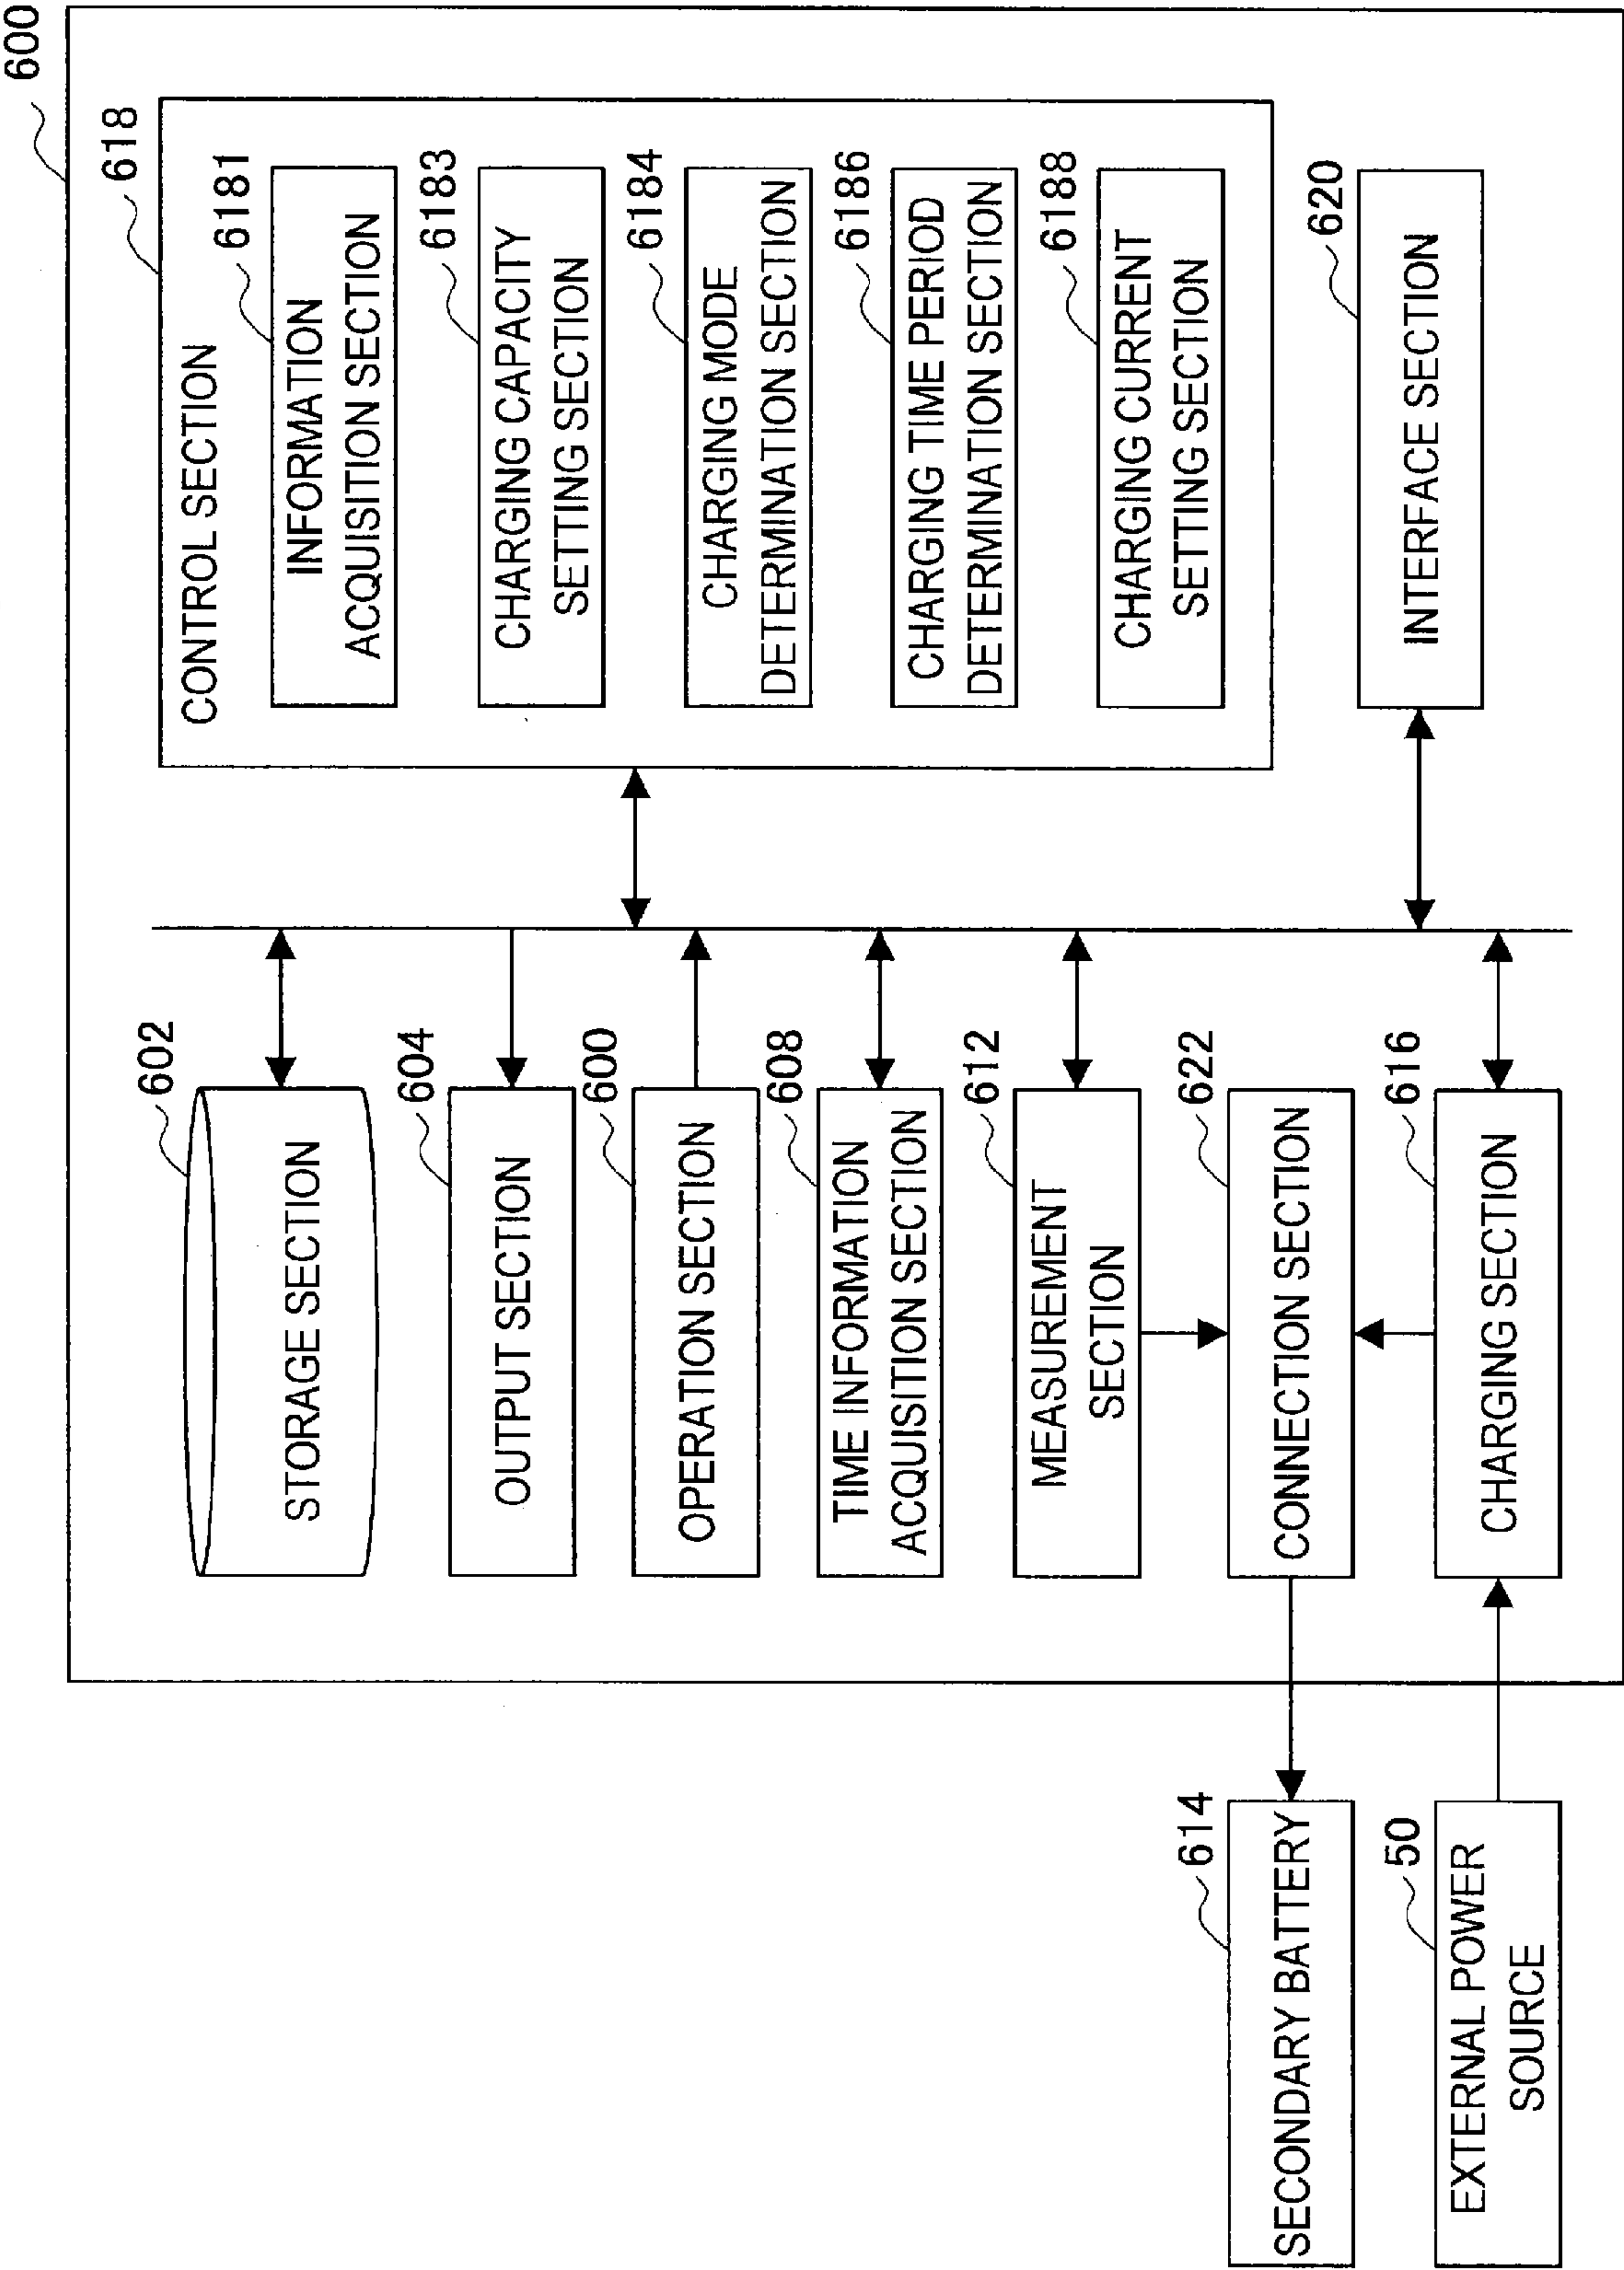 600
618
CONTROL SECTION
6181
INFORMATION
ACQUISITION SECTION
6183
CHARGING CAPACITY
SETTING SECTION
6184
CHARGING MODE
DETERMINATION SECTION
6186
CHARGING TIME PERIOD
DETERMINATION SECTION
6188
CHARGING CURRENT
SETTING SECTION
620
INTERFACE SECTION
602
STORAGE SECTION
604
OUTPUT SECTION
600
OPERATION SECTION
608
TIME INFORMATION
ACQUISITION SECTION
612
MEASUREMENT
SECTION
622
CONNECTION SECTION
616
CHARGING SECTION
614
SECONDARY BATTERY
50
EXTERNAL POWER
SOURCE